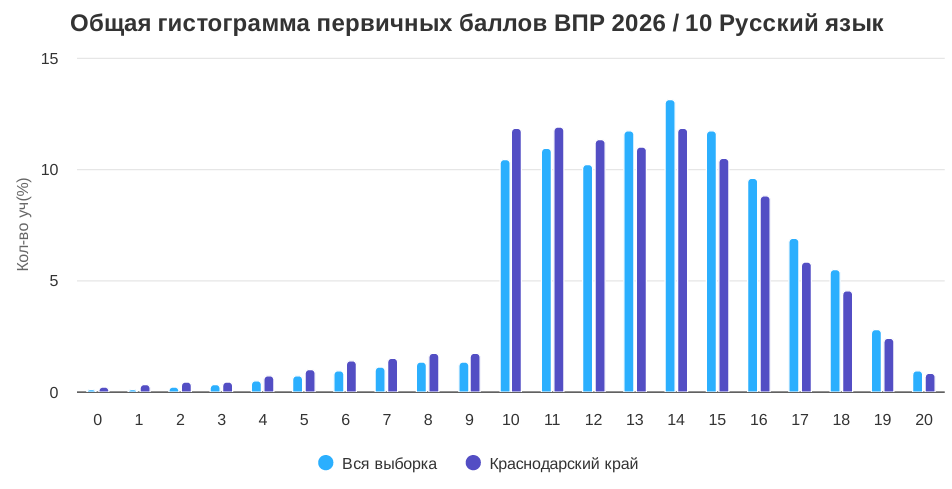 Общая гистограмма первичных баллов ВПР 2026 / 10 Русский язык
15
10
5
0
Кол-во уч(%)
0 1 2 3 4 5 6 7 8 9 10 11 12 13 14 15 16 17 18 19 20
Вся выборка Краснодарский край